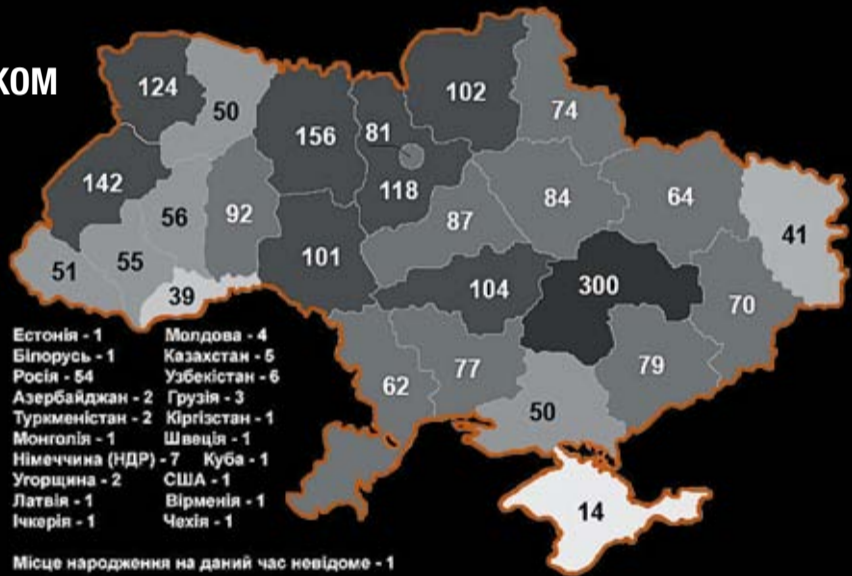 КОМ
124
50
156
81
102
74
142
56
92
118
87
84
64
41
51
55
39
101
104
300
70
62
77
50
79
14
Естонія - 1 Молдова - 4
Білорусь - 1 Казахстан - 5
Росія - 54 Узбекістан - 6
Азербайджан - 2 Грузія - 3
Туркменістан - 2 Кіргізстан - 1
Монголія - 1 Швеція - 1
Німеччина (НДР) - 7 Куба - 1
Угорщина - 2 США - 1
Латвія - 1 Вірменія - 1
Ічкерія - 1 Чехія - 1
Місце народження на даний час невідоме - 1